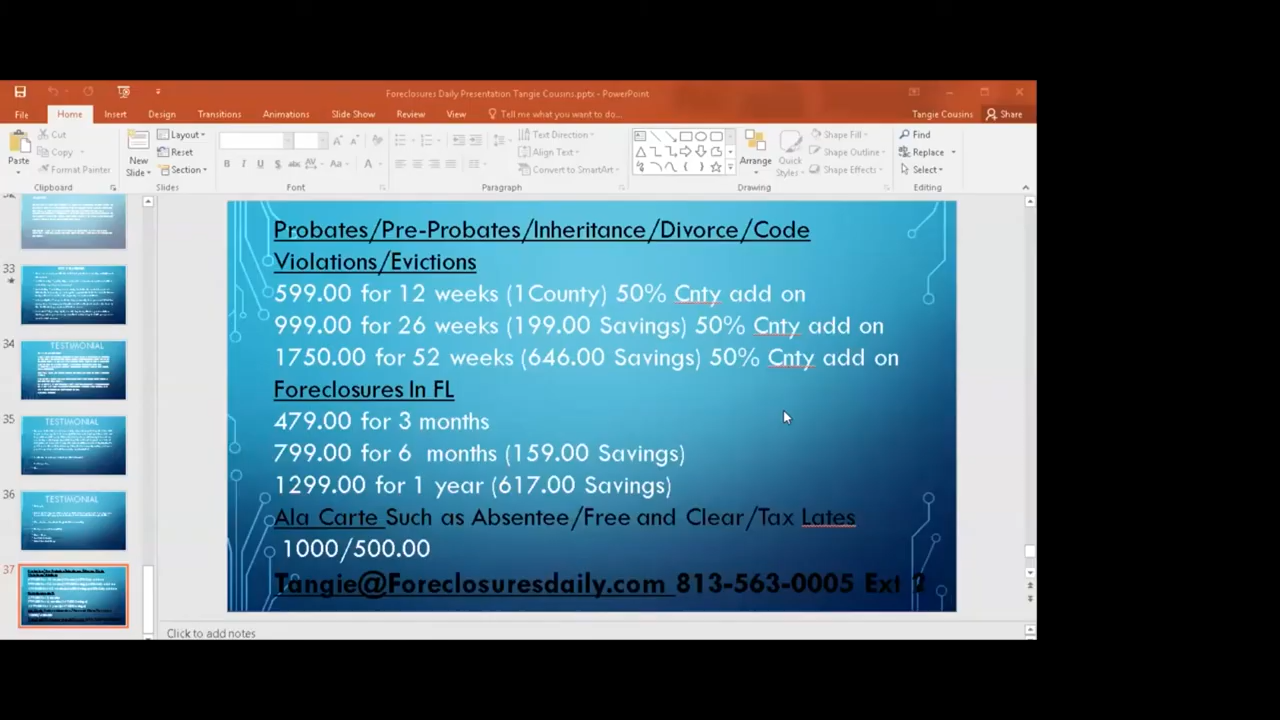 Foreclosures Daily Presentation Tangie Cousins.pptx - PowerPoint
File Home Insert Design Transitions Animations Slide Show Review View Tell me what you want to do... Tangie Cousins Share
Paste
Cut
Copy
Format Painter
Clipboard
New
Slide
Layout
Reset
Section
Slides
B I U S abc AV Aa A
Font
Paragraph
Text Direction
Align Text
Convert to SmartArt
Arrange
Quick
Styles
Shape Fill
Shape Outline
Shape Effects
Drawing
Find
Replace
Select
Editing
33
34
TESTIMONIAL
35
TESTIMONIAL
36
TESTIMONIAL
37
Probates/Pre-Probates/Inheritance/Divorce/Code
Violations/Evictions
599.00 for 12 weeks (1County) 50% Cnty add on
999.00 for 26 weeks (199.00 Savings) 50% Cnty add on
1750.00 for 52 weeks (646.00 Savings) 50% Cnty add on
Foreclosures In FL
479.00 for 3 months
799.00 for 6 months (159.00 Savings)
1299.00 for 1 year (617.00 Savings)
Ala Carte Such as Absentee/Free and Clear/Tax Lates
1000/500.00
Tangie@Foreclosuresdaily.com 813-563-0005 Ext
Click to add notes